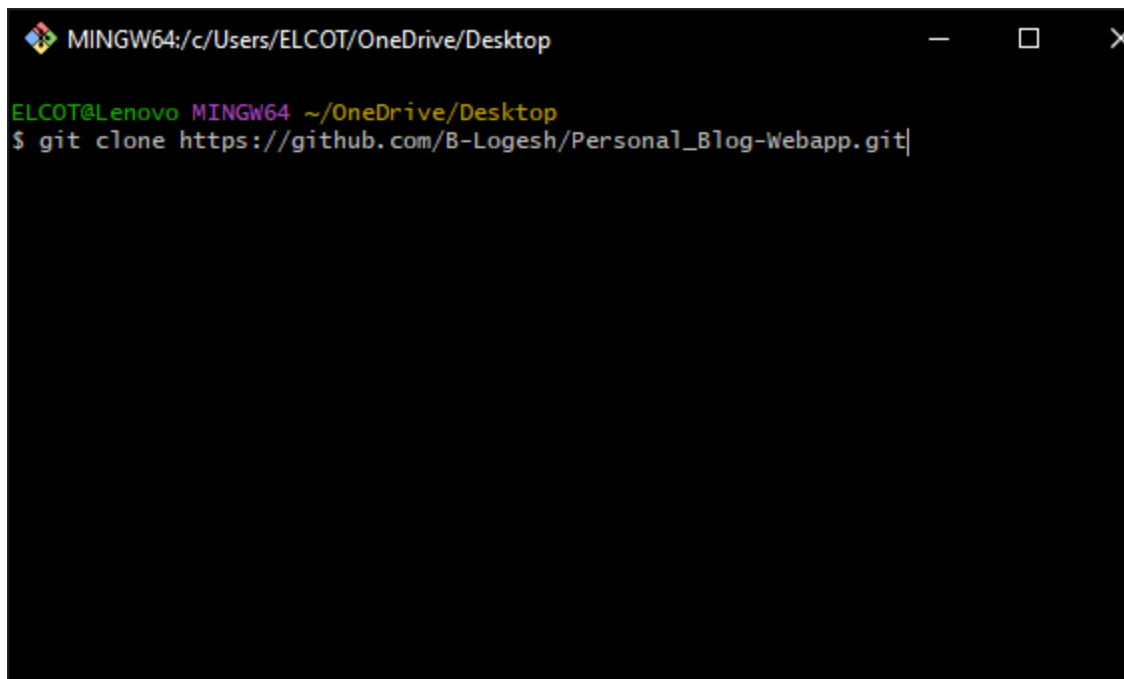 MINGW64:/c/Users/ELCOT/OneDrive/Desktop
ELCOT@Lenovo MINGW64 ~/OneDrive/Desktop
$ git clone https://github.com/B-Logesh/Personal_Blog-Webapp.git